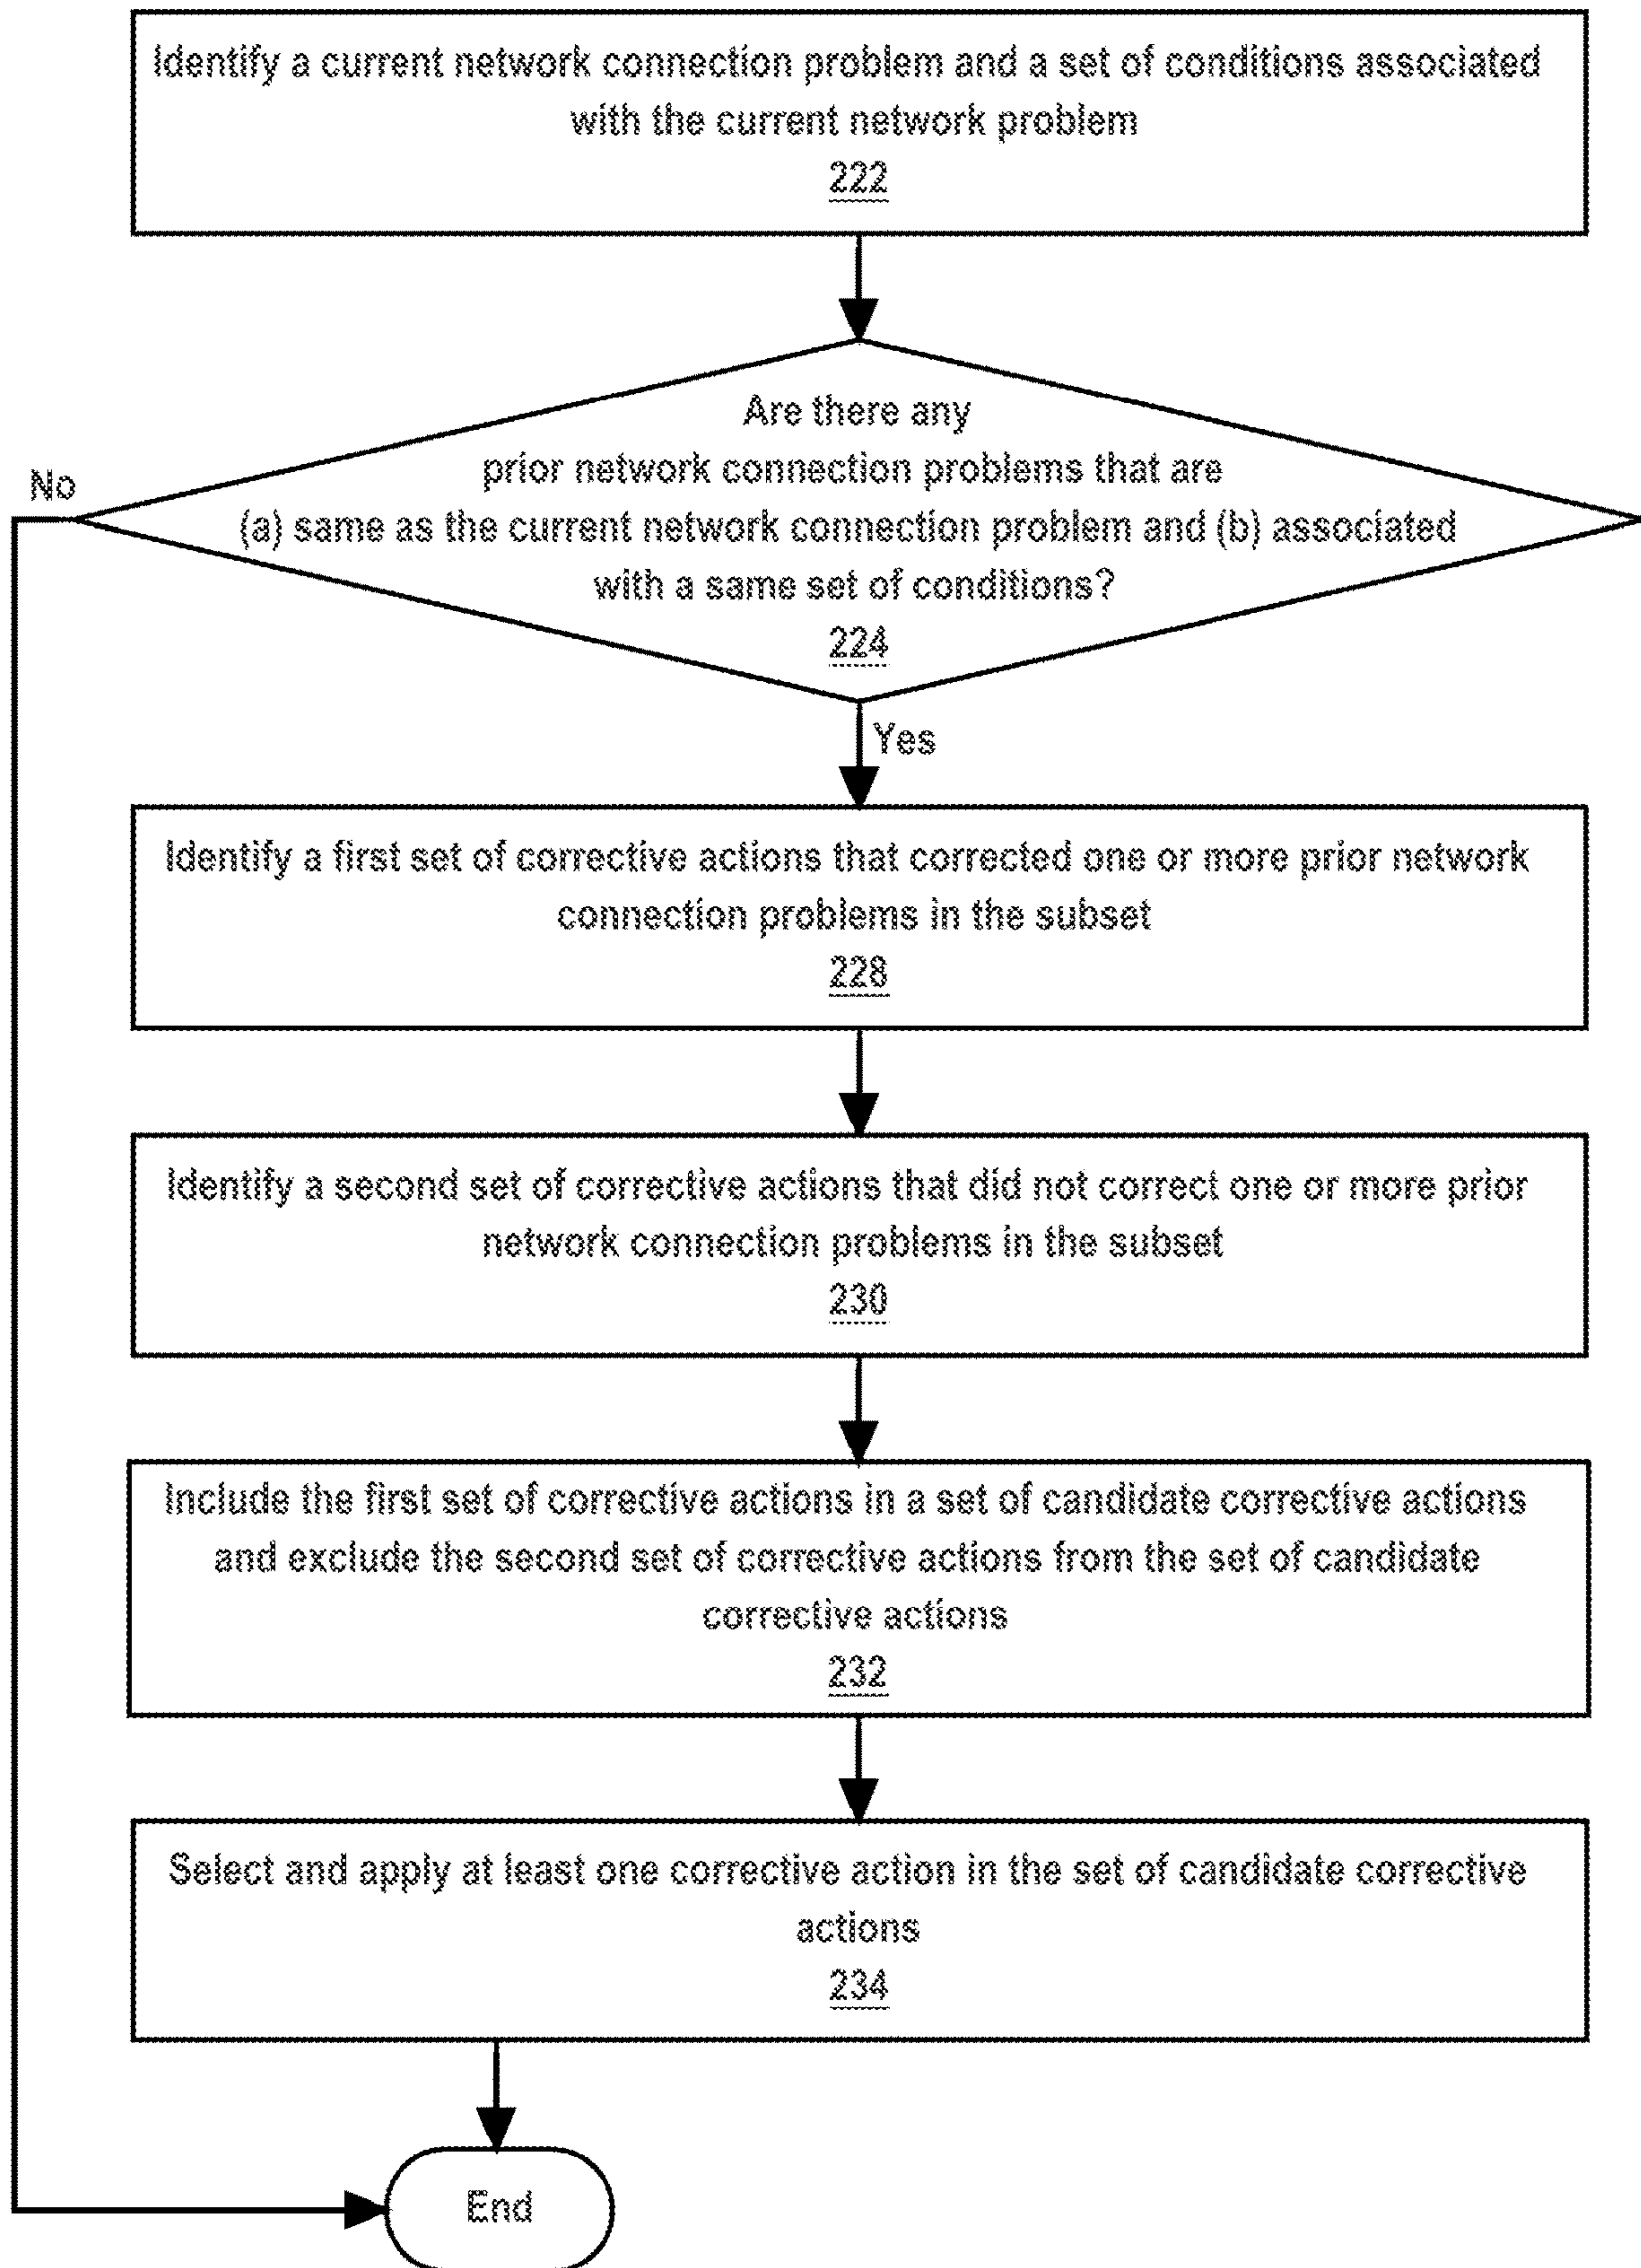 Identify a current network connection problem and a set of conditions associated
with the current network problem
222
Are there any
prior network connection problems that are
No
(a) same as the current network connection problem and (b) associated
with a same set of conditions?
224
Yes
Identify a first set of corrective actions that corrected one or more prior network
connection problems in the subset
228
Identify a second set of corrective actions that did not correct one or more prior
network connection problems in the subset
230
Include the first set of corrective actions in a set of candidate corrective actions
and exclude the second set of corrective actions from the set of candidate
corrective actions
232
Select and apply at least one corrective action in the set of candidate corrective
actions
234
End